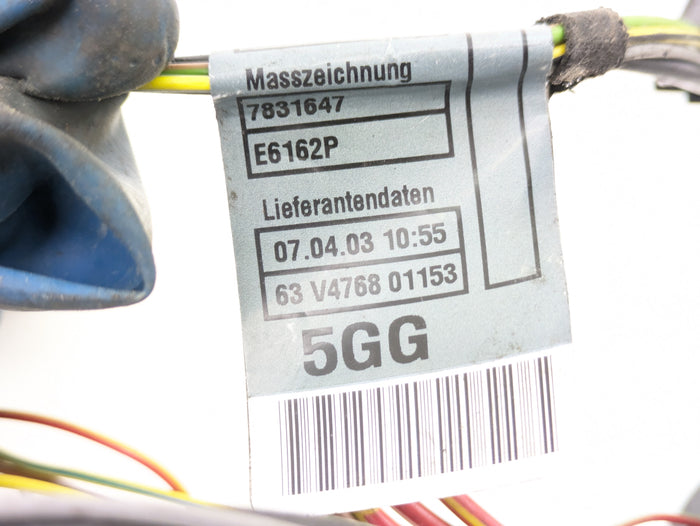 Masszeichnung
7831647
E6162P
Lieferantendaten
07.04.03 10:55
63 V4768 01153
5GG